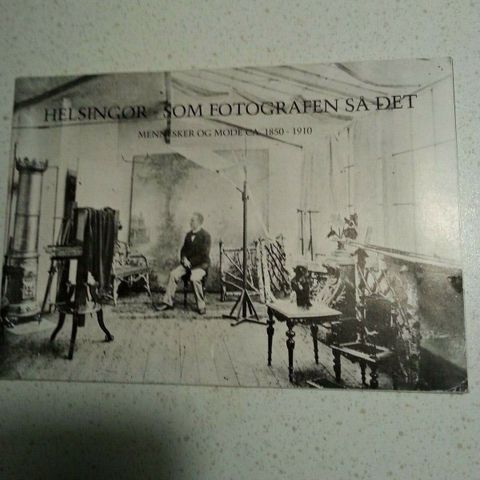 HELSINGØR - SOM FOTOGRAFEN SÅ DET
MENNESKER OG MODE CA. 1850 - 1910